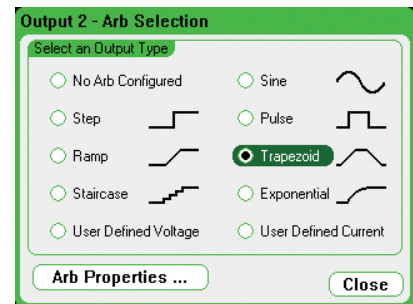 Output 2 - Arb Selection
Select an Output Type
No Arb Configured
Sine
Step
Pulse
Ramp
Trapezoid
Staircase
Exponential
User Defined Voltage
User Defined Current
Arb Properties ...
Close